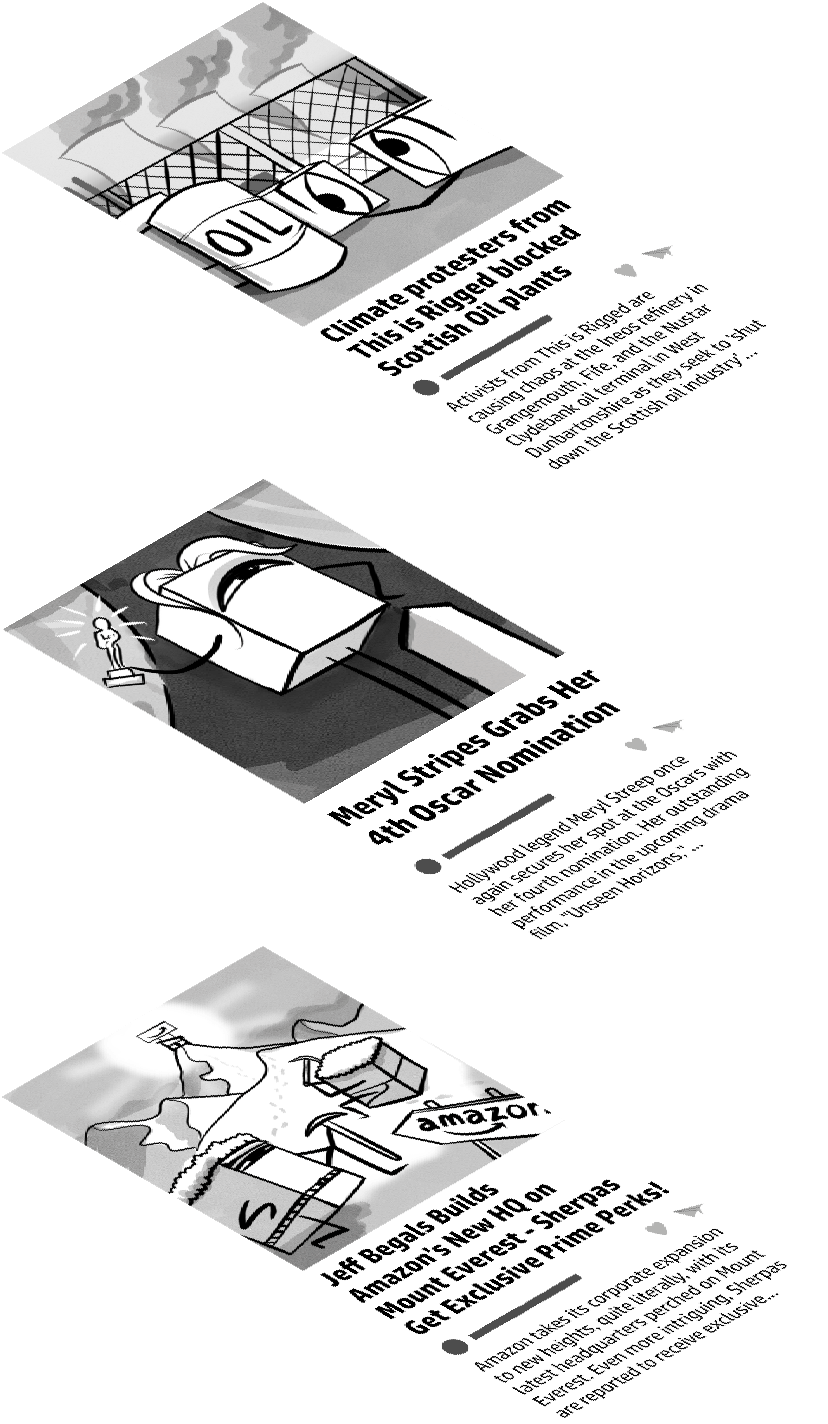 OIL
Climate protesters from
This is Rigged blocked
Scottish Oil plants
Activists from This is Rigged are
causing chaos at the Ineos refinery in
Grangemouth, Fife, and the Nustar
Clydebank oil terminal in West
Dunbartonshire as they seek to 'shut
down the Scottish oil industry' ...
Meryl Stripes Grabs Her
4th Oscar Nomination
Hollywood legend Meryl Streep once
again secures her spot at the Oscars with
her fourth nomination. Her outstanding
performance in the upcoming drama
film, "Unseen Horizons," ...
amazon
S
N
Jeff Begals Builds
Amazon's New HQ on
Mount Everest - Sherpas
Get Exclusive Prime Perks!
Amazon takes its corporate expansion
to new heights, quite literally, with its
latest headquarters perched on Mount
Everest. Even more intriguing, Sherpas
are reported to receive exclusive...